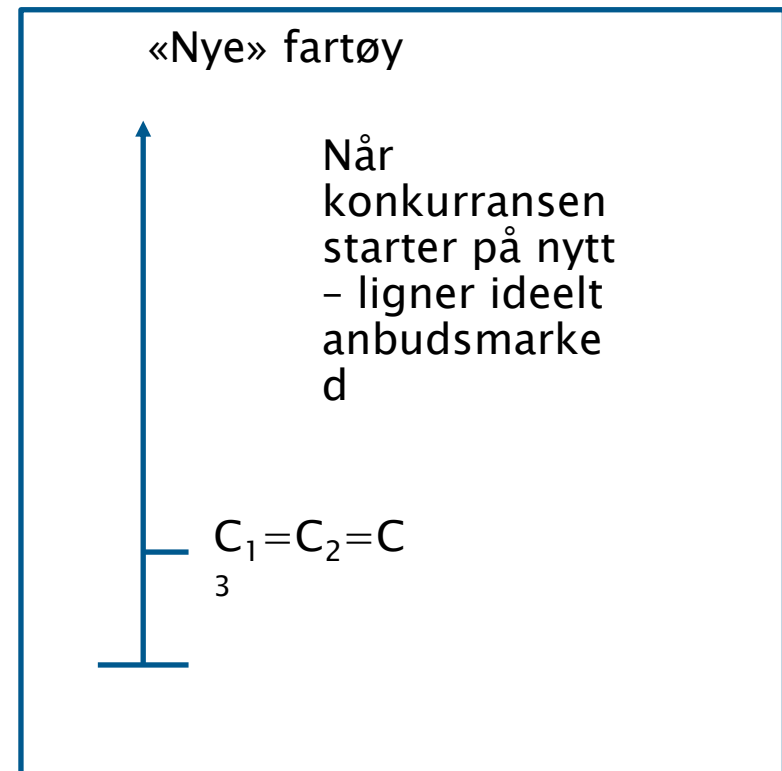 «Nye» fartøy
Når
konkurransen
starter på nytt
– ligner ideelt
anbudsmarke
d
C₁=C₂=C
₃